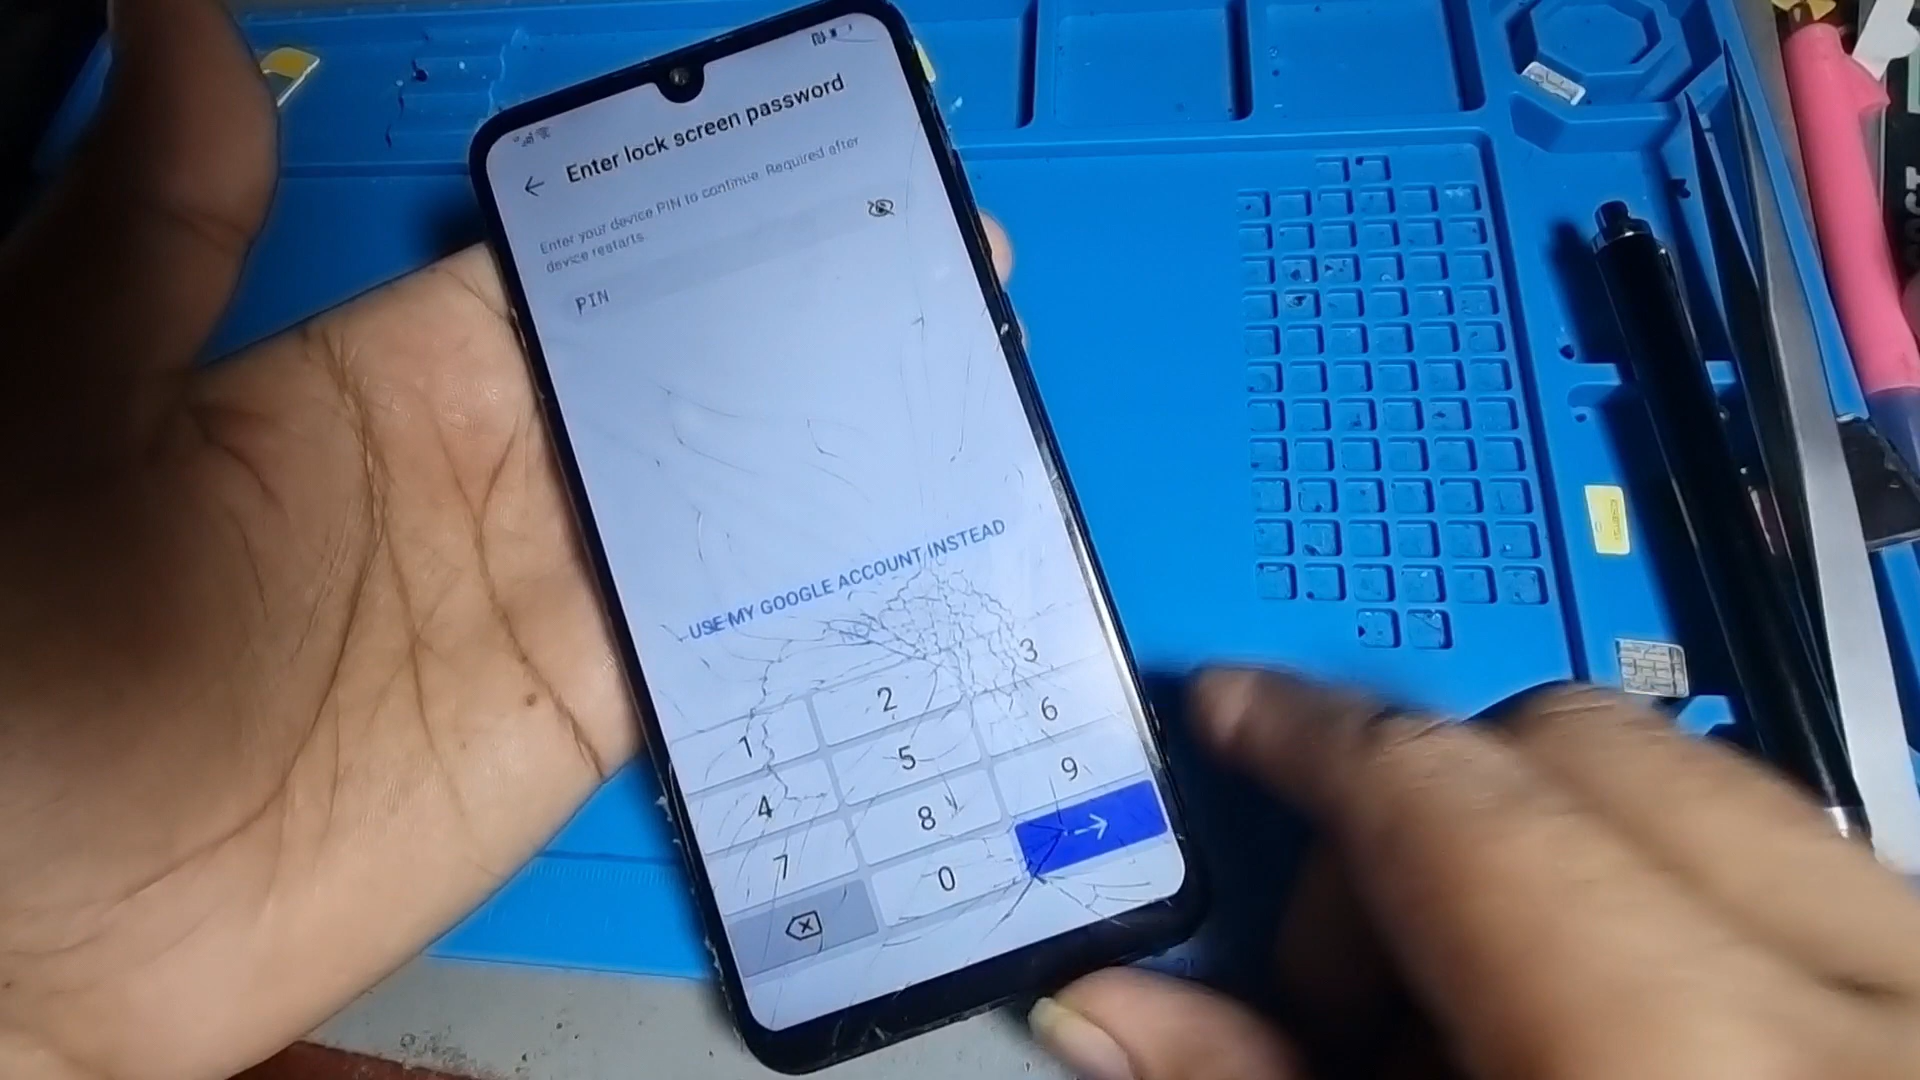 Enter lock screen password
Enter your device PIN to continue. Required after
device restarts.
PIN
USE MY GOOGLE ACCOUNT INSTEAD
1 2 3
4 5 6
7 8 9
0